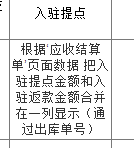 入驻提点
根据'应收结算
单'页面数据 把入
驻提点金额和入
驻返款金额合并
在一列显示（通
过出库单号）